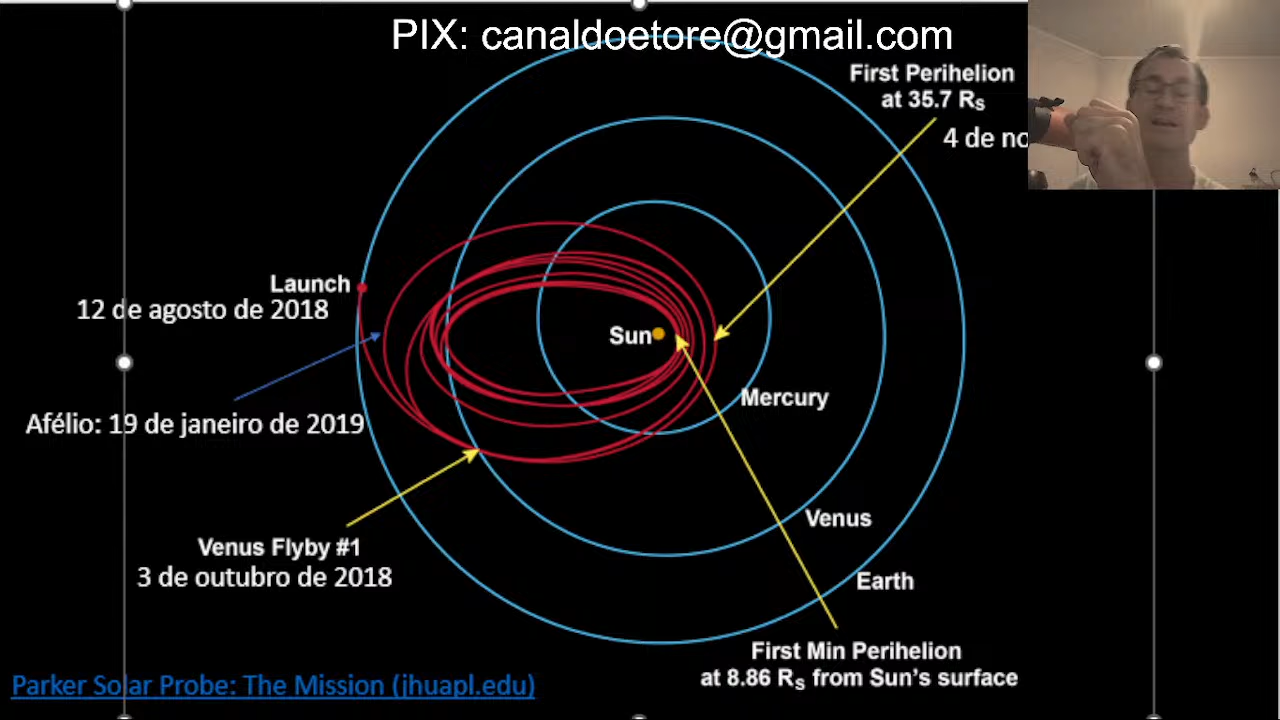 PIX: canaldoetore@gmail.com
First Perihelion
at 35.7 RS
4 de no
Launch
12 de agosto de 2018
Sun
Mercury
Afélio: 19 de janeiro de 2019
Venus
Venus Flyby #1
3 de outubro de 2018
Earth
First Min Perihelion
at 8.86 RS from Sun's surface
Parker Solar Probe: The Mission (jhuapl.edu)